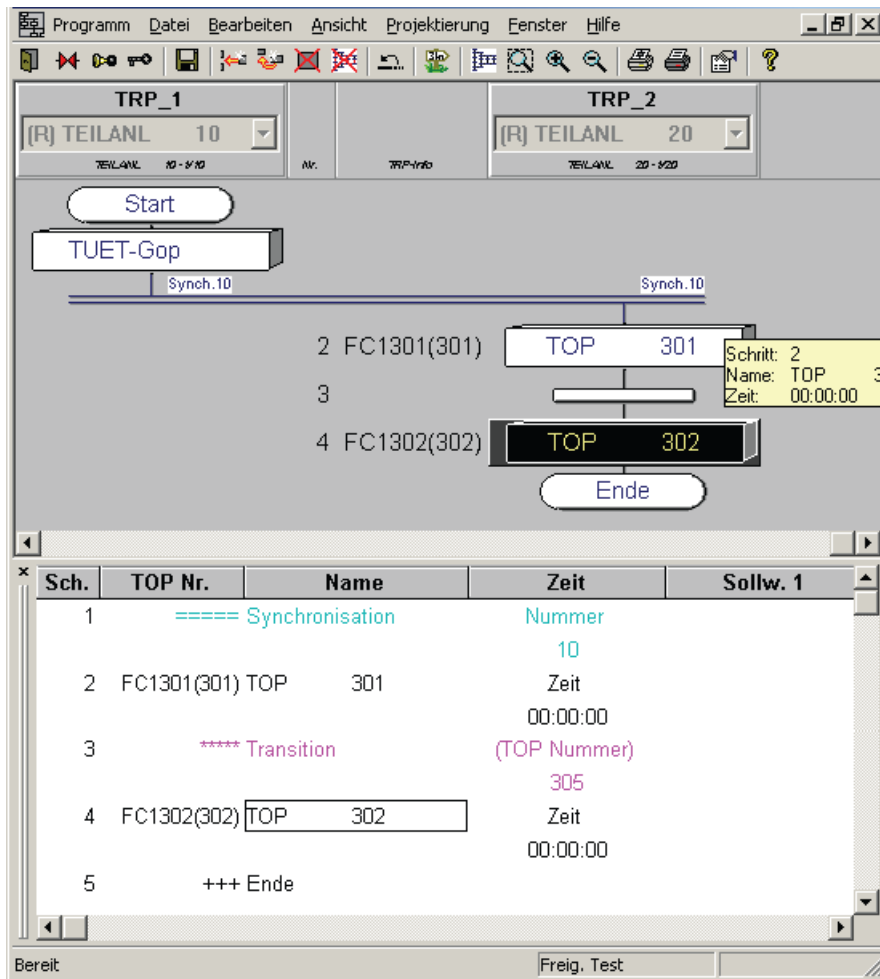 Programm Datei Bearbeiten Ansicht Projektierung Fenster Hilfe
TRP_1 TRP_2
(R) TEILANL 10 (R) TEILANL 20
TEILANL 10 - 1/10 Nr. TRP-Info TEILANL 20 - 1/20
Start
TUET-Gop
Synch.10 Synch.10
2 FC1301(301) TOP 301
Schritt: 2
Name: TOP 3
Zeit: 00:00:00
3
4 FC1302(302) TOP 302
Ende
Sch. TOP Nr. Name Zeit Sollw. 1
1 ===== Synchronisation Nummer
10
2 FC1301(301) TOP 301 Zeit
00:00:00
3 ***** Transition (TOP Nummer)
305
4 FC1302(302) TOP 302 Zeit
00:00:00
5 +++ Ende
Bereit Freig. Test